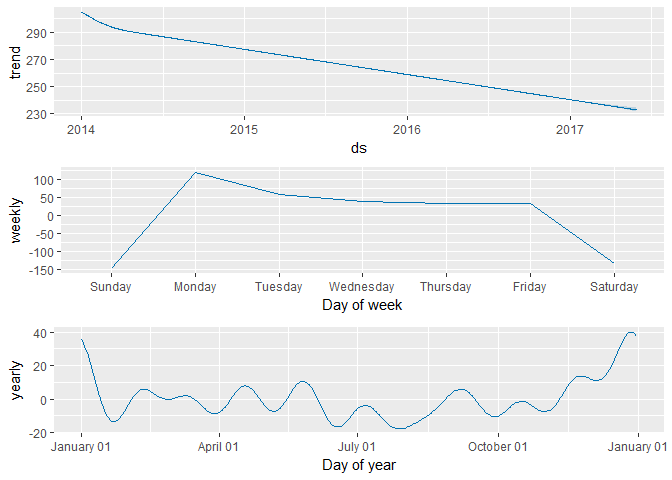 trend
290
270
250
230
2014 2015 2016 2017
ds
weekly
100
50
0
-50
-100
-150
Sunday Monday Tuesday Wednesday Thursday Friday Saturday
Day of week
yearly
40
20
0
-20
January 01 April 01 July 01 October 01 January 01
Day of year